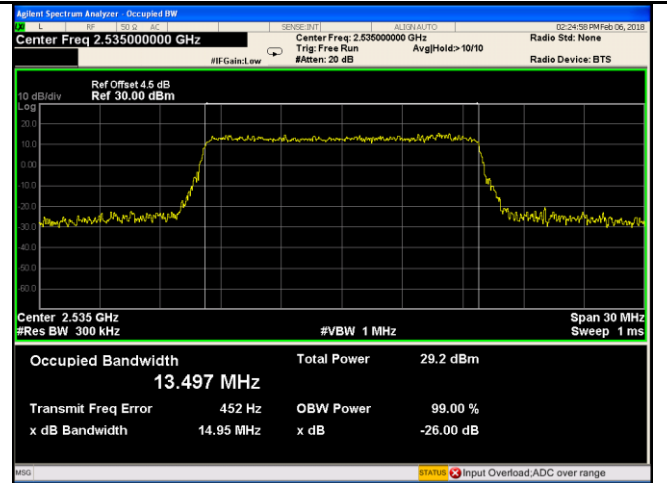 Agilent Spectrum Analyzer - Occupied BW
L RF 50 Ω AC SENSE:INT ALIGN AUTO 02:24:58 PM Feb 06, 2018
Center Freq 2.535000000 GHz Center Freq: 2.535000000 GHz Radio Std: None
Trig: Free Run Avg|Hold:>10/10
#IFGain:Low #Atten: 20 dB Radio Device: BTS
Ref Offset 4.5 dB
10 dB/div Ref 30.00 dBm
Log
20.0
10.0
0.00
-10.0
-20.0
-30.0
-40.0
-50.0
-60.0
Center 2.535 GHz Span 30 MHz
#Res BW 300 kHz #VBW 1 MHz Sweep 1 ms
Occupied Bandwidth Total Power 29.2 dBm
13.497 MHz
Transmit Freq Error 452 Hz OBW Power 99.00 %
x dB Bandwidth 14.95 MHz x dB -26.00 dB
MSG STATUS Input Overload;ADC over range